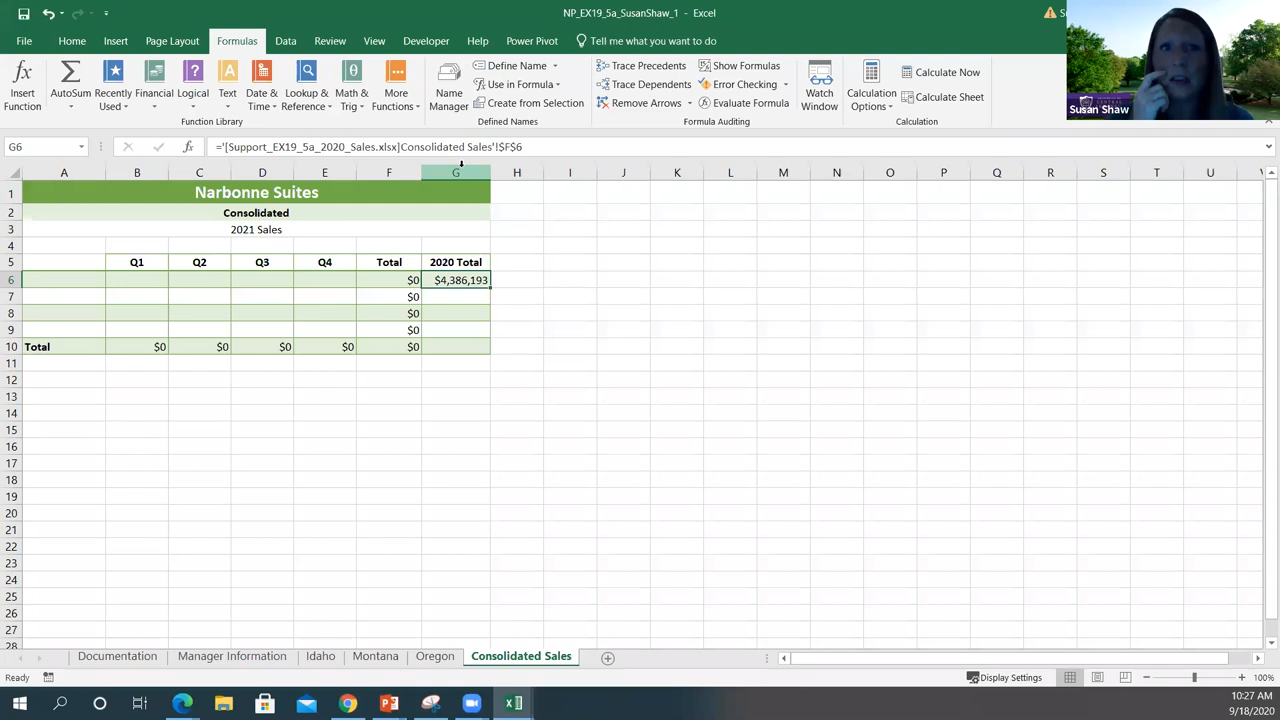 NP_EX19_5a_SusanShaw_1 - Excel
File Home Insert Page Layout Formulas Data Review View Developer Help Power Pivot Tell me what you want to do
Insert Function
AutoSum
Recently Used
Financial
Logical
Text
Date & Time
Lookup & Reference
Math & Trig
More Functions
Function Library
Name Manager
Define Name
Use in Formula
Create from Selection
Defined Names
Trace Precedents
Trace Dependents
Remove Arrows
Show Formulas
Error Checking
Evaluate Formula
Formula Auditing
Watch Window
Calculation Options
Calculate Now
Calculate Sheet
Calculation
Susan Shaw
G6 fx ='[Support_EX19_5a_2020_Sales.xlsx]Consolidated Sales'!$F$6
A B C D E F G H I J K L M N O P Q R S T U
1 Narbonne Suites
2 Consolidated
3 2021 Sales
4
5 Q1 Q2 Q3 Q4 Total 2020 Total
6 $0 $4,386,193
7 $0
8 $0
9 $0
10 Total $0 $0 $0 $0 $0
11
12
13
14
15
16
17
18
19
20
21
22
23
24
25
26
27
28
Documentation Manager Information Idaho Montana Oregon Consolidated Sales
Ready Display Settings 100%
10:27 AM
9/18/2020